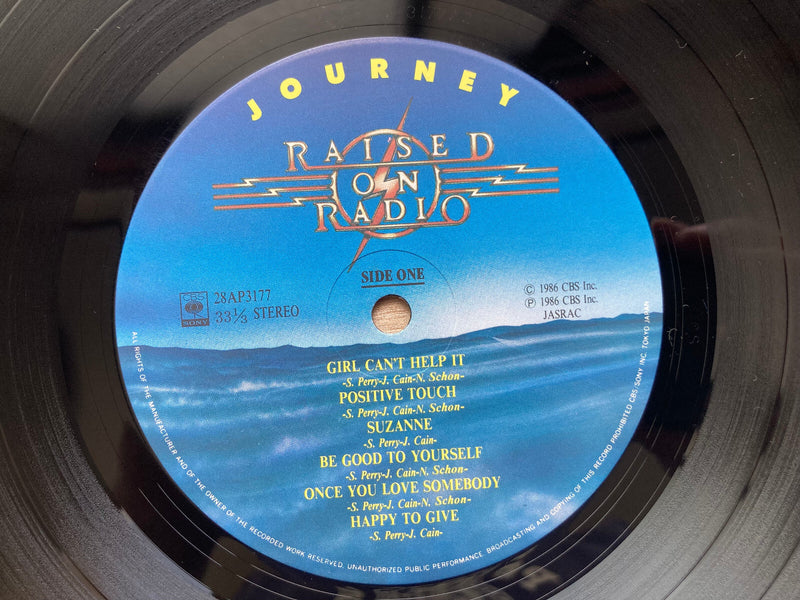 JOURNEY
RAISED
ON
RADIO
SIDE ONE
CBS
SONY
28AP3177
33 1/3 STEREO
© 1986 CBS Inc.
℗ 1986 CBS Inc.
JASRAC
GIRL CAN'T HELP IT
-S. Perry-J. Cain-N. Schon-
POSITIVE TOUCH
-S. Perry-J. Cain-N. Schon-
SUZANNE
-S. Perry-J. Cain-
BE GOOD TO YOURSELF
-S. Perry-J. Cain-N. Schon-
ONCE YOU LOVE SOMEBODY
-S. Perry-J. Cain-N. Schon-
HAPPY TO GIVE
-S. Perry-J. Cain-
ALL RIGHTS OF THE MANUFACTURER AND OF THE OWNER OF THE RECORDED WORK RESERVED, UNAUTHORIZED PUBLIC PERFORMANCE, BROADCASTING AND COPYING OF THIS RECORD PROHIBITED CBS/SONY INC. TOKYO JAPAN